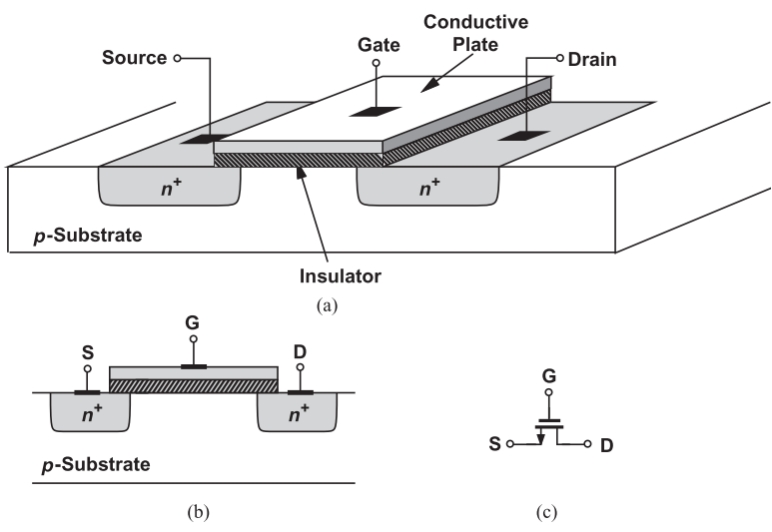 Conductive
Plate
Gate
Source
Drain
n+
n+
p-Substrate
Insulator
(a)
G
S
D
n+
n+
p-Substrate
(b)
G
S
D
(c)